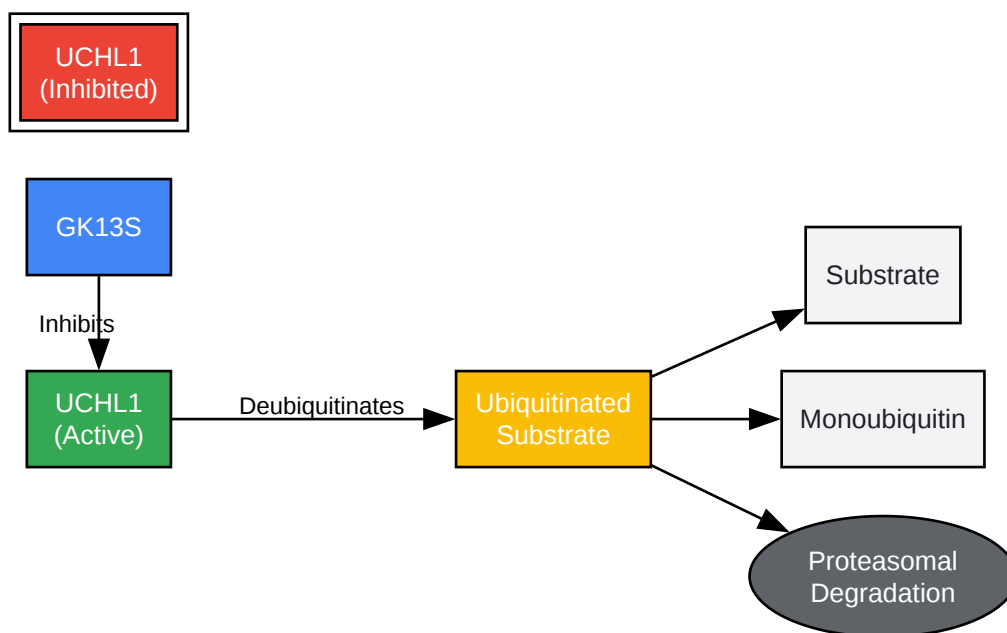 UCHL1
(Inhibited)
GK13S
Inhibits
UCHL1
(Active)
Deubiquitinates
Ubiquitinated
Substrate
Substrate
Monoubiquitin
Proteasomal
Degradation